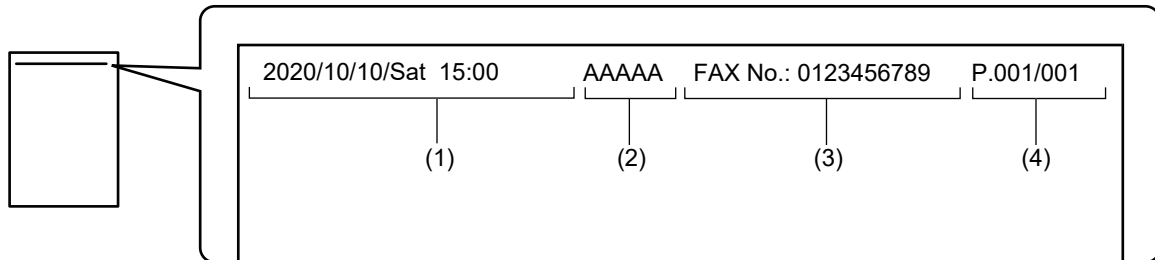 2020/10/10/Sat 15:00 AAAAA FAX No.: 0123456789 P.001/001
(1) (2) (3) (4)